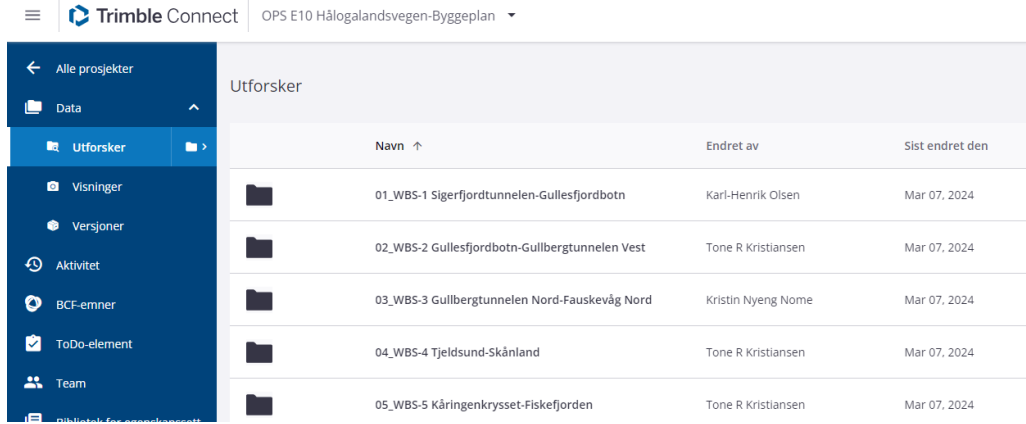 Trimble Connect OPS E10 Hålogalandsvegen-Byggeplan
Alle prosjekter
Data
Utforsker
Visninger
Versjoner
Aktivitet
BCF-emner
ToDo-element
Team
Bibliotek for egenskapssett
Utforsker
Navn Endret av Sist endret den
01_WBS-1 Sigerfjordtunnelen-Gullesfjordbotn Karl-Henrik Olsen Mar 07, 2024
02_WBS-2 Gullesfjordbotn-Gullbergtunnelen Vest Tone R Kristiansen Mar 07, 2024
03_WBS-3 Gullbergtunnelen Nord-Fauskevåg Nord Kristin Nyeng Nome Mar 07, 2024
04_WBS-4 Tjeldsund-Skånland Tone R Kristiansen Mar 07, 2024
05_WBS-5 Kåringenkrysset-Fiskefjorden Tone R Kristiansen Mar 07, 2024